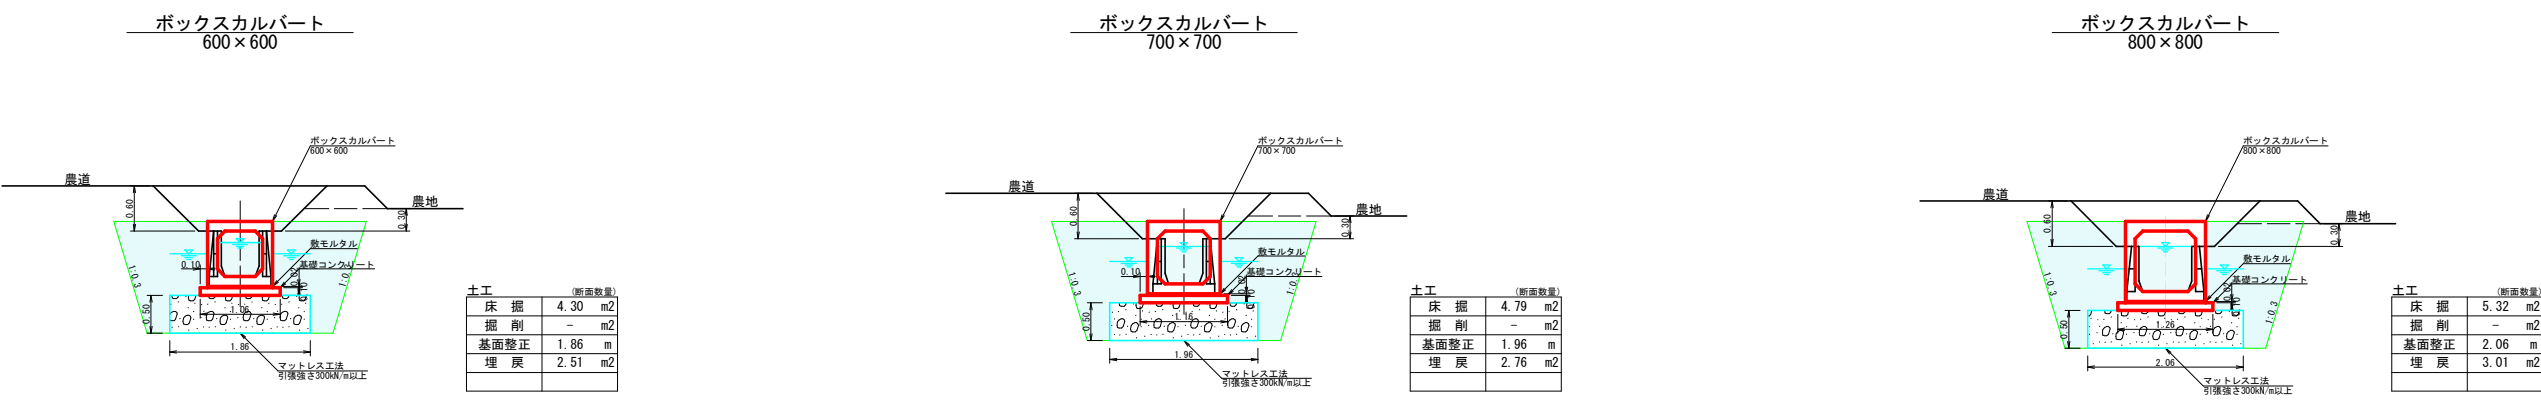 ボックスカルバート
600×600
ボックスカルバート
600×600
農道
農地
0.60
0.30
敷モルタル
基礎コンクリート
0.10
1:0.3
0.50
1.06
1.86
マットレス工法
引張強さ300kN/m以上
土工 (断面数量)
床 掘 4.30 m2
掘 削 - m2
基面整正 1.86 m
埋 戻 2.51 m2
ボックスカルバート
700×700
ボックスカルバート
700×700
農道
農地
0.60
0.30
敷モルタル
基礎コンクリート
0.10
1:0.3
0.50
1.16
1.96
マットレス工法
引張強さ300kN/m以上
土工 (断面数量)
床 掘 4.79 m2
掘 削 - m2
基面整正 1.96 m
埋 戻 2.76 m2
ボックスカルバート
800×800
ボックスカルバート
800×800
農道
農地
0.60
0.30
敷モルタル
基礎コンクリート
1:0.3
1:0.3
0.50
1.26
2.06
マットレス工法
引張強さ300kN/m以上
土工 (断面数量)
床 掘 5.32 m2
掘 削 - m2
基面整正 2.06 m
埋 戻 3.01 m2